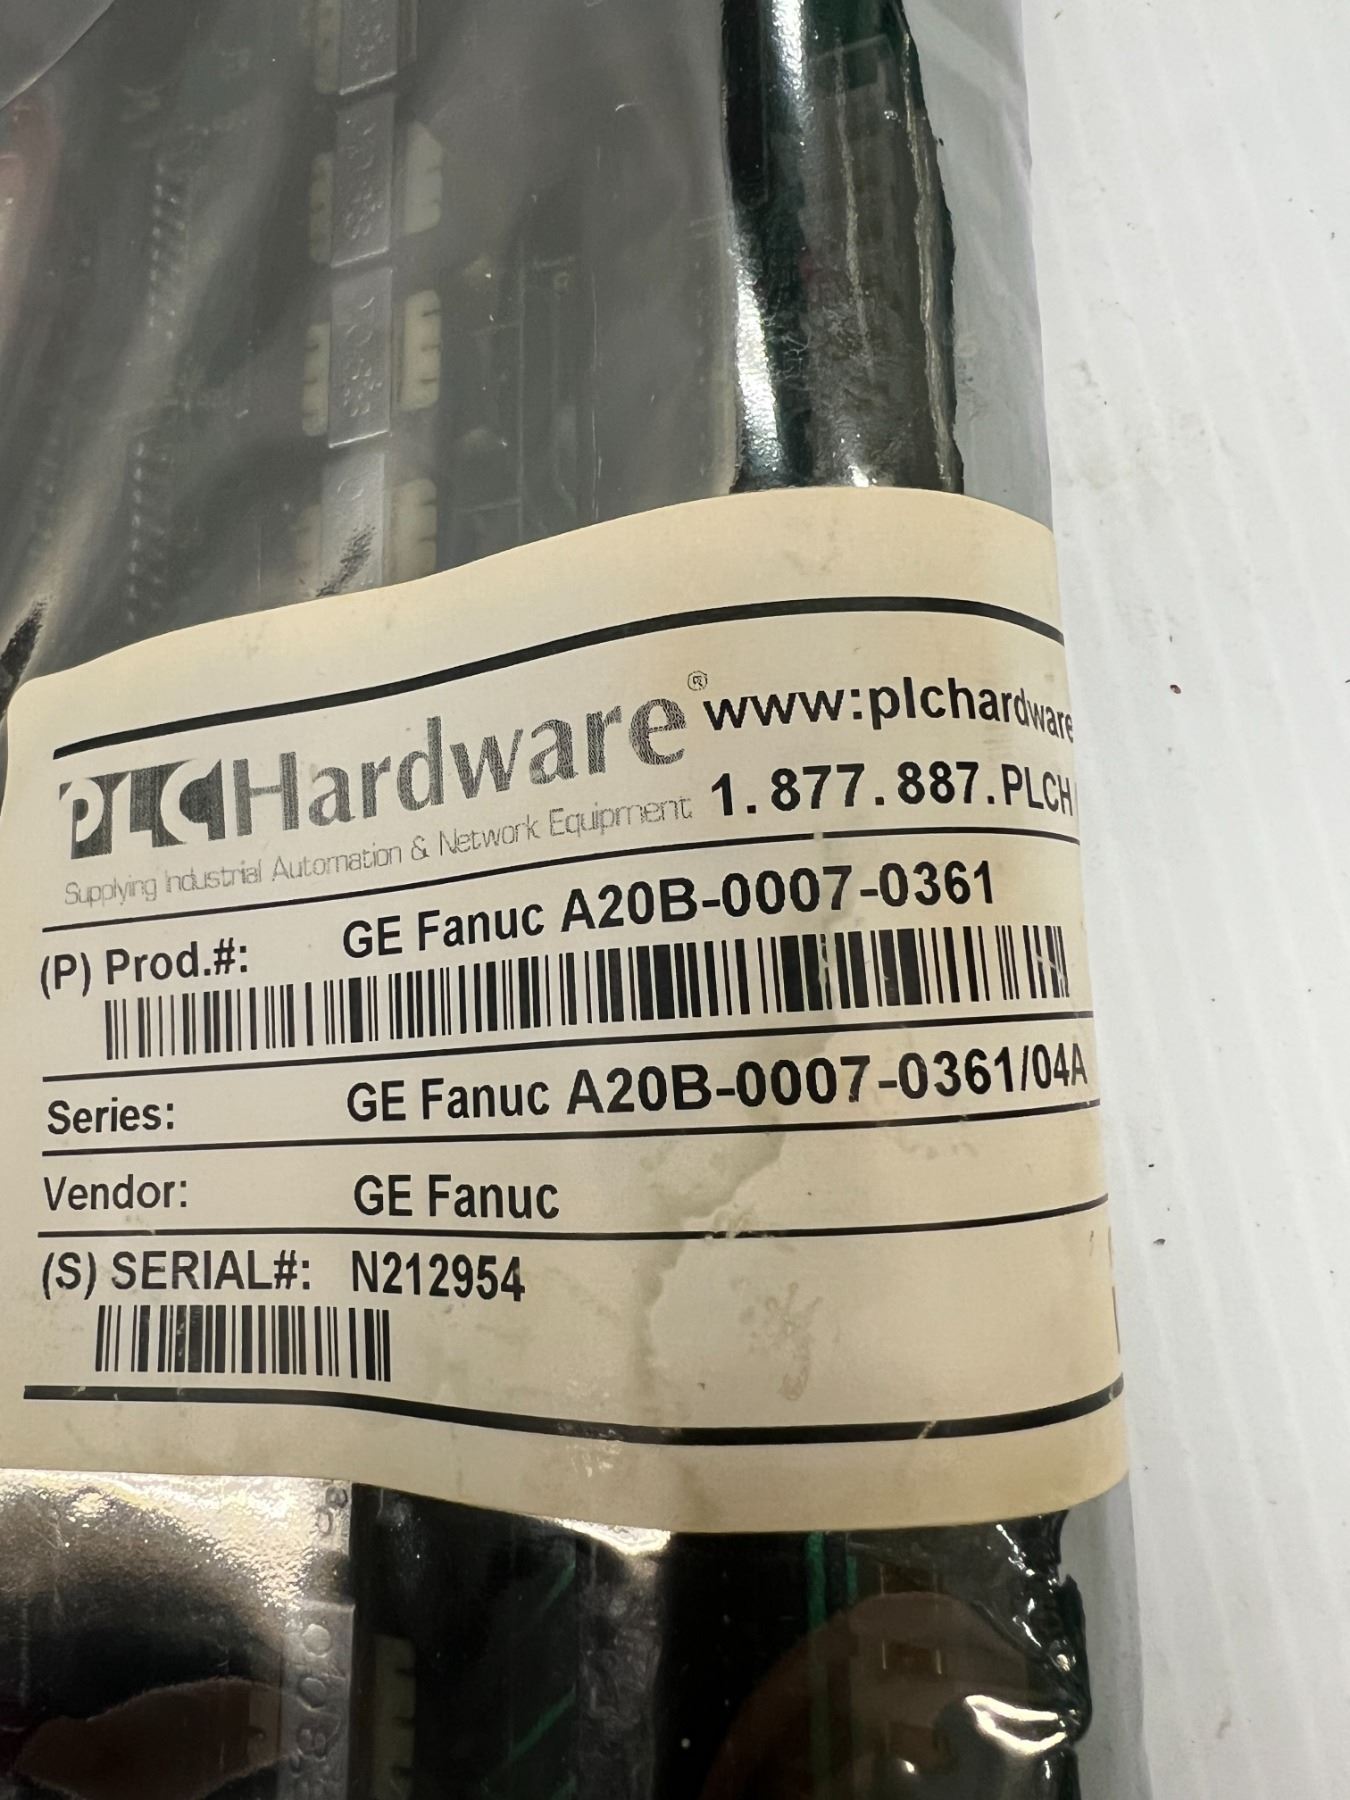 PLCHardware® www:plchardware
Supplying Industrial Automation & Network Equipment 1.877.887.PLCH
(P) Prod.#: GE Fanuc A20B-0007-0361
Series: GE Fanuc A20B-0007-0361/04A
Vendor: GE Fanuc
(S) SERIAL#: N212954